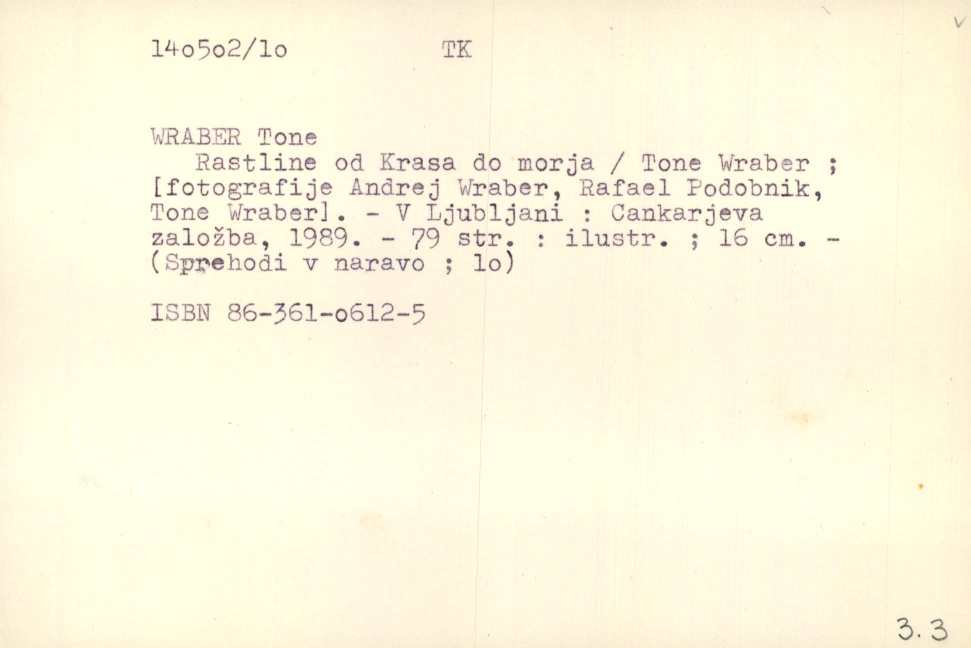 14o5o2/1o TK
WRABER Tone
Rastline od Krasa do morja / Tone Wraber ;
[fotografije Andrej Wraber, Rafael Podobnik,
Tone Wraber]. - V Ljubljani : Cankarjeva
založba, 1989. - 79 str. : ilustr. ; 16 cm. -
(Sprehodi v naravo ; 1o)
ISBN 86-361-o612-5
3.3